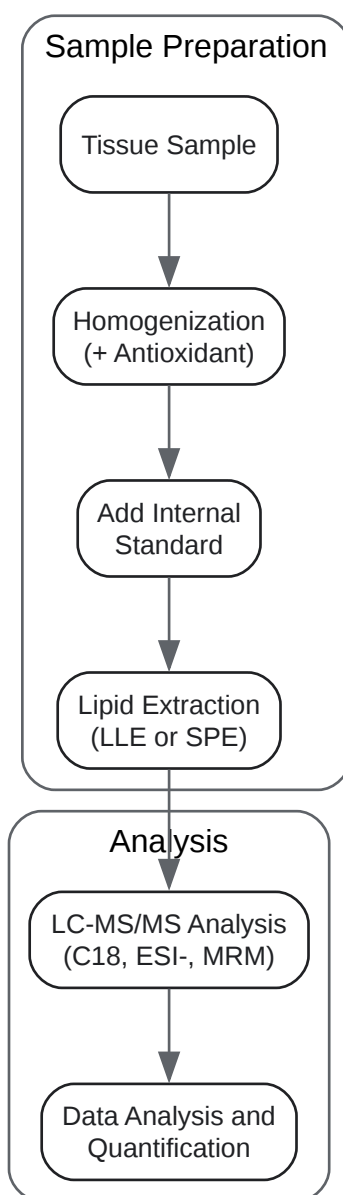 Sample Preparation
Tissue Sample
Homogenization
(+ Antioxidant)
Add Internal
Standard
Lipid Extraction
(LLE or SPE)
Analysis
LC-MS/MS Analysis
(C18, ESI-, MRM)
Data Analysis and
Quantification